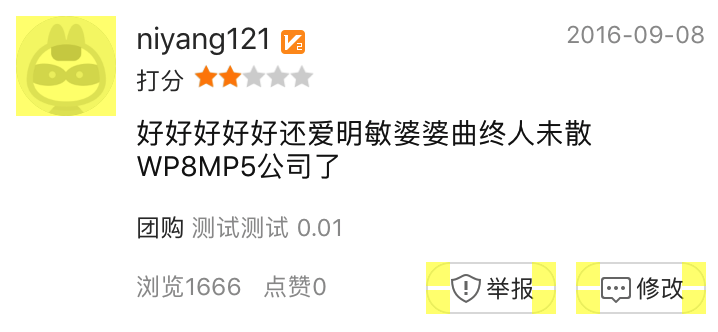 niyang121 V2
2016-09-08
打分
好好好好好还爱明敏婆婆曲终人未散
WP8MP5公司了
团购 测试测试 0.01
浏览1666 点赞0
举报
修改